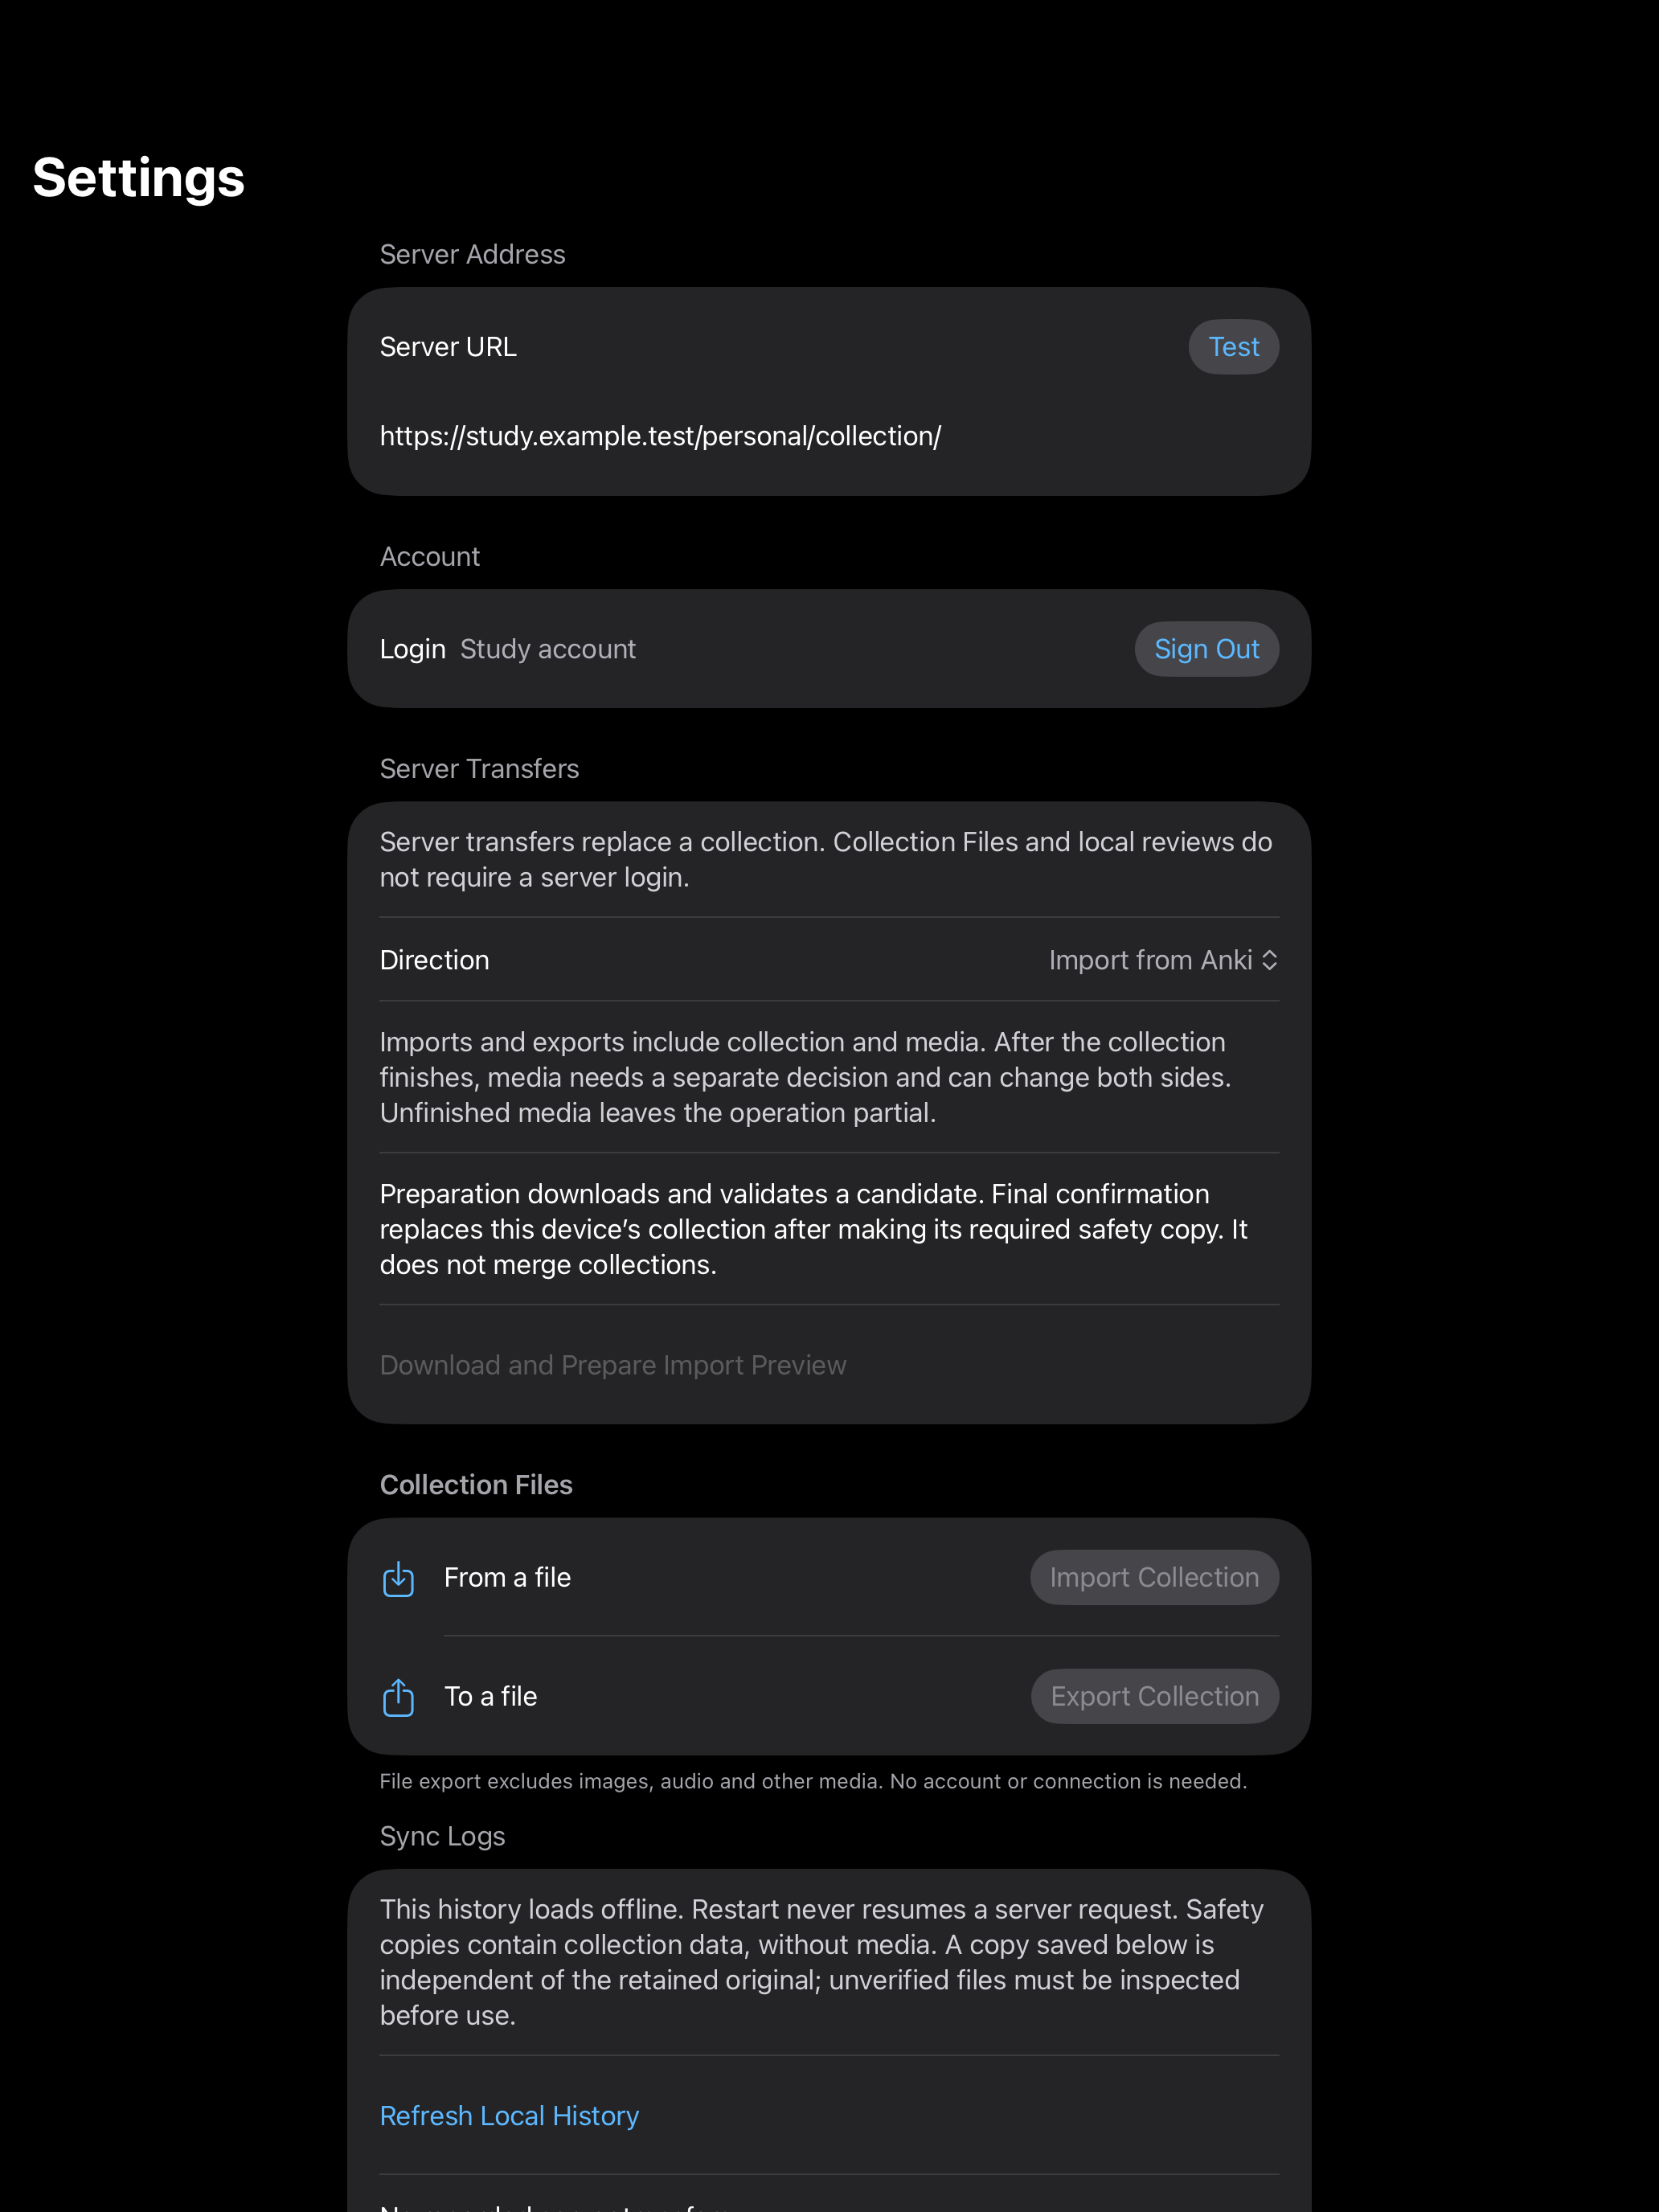 Settings
Server Address
Server URL
Test
https://study.example.test/personal/collection/
Account
Login Study account
Sign Out
Server Transfers
Server transfers replace a collection. Collection Files and local reviews do
not require a server login.
Direction
Import from Anki
Imports and exports include collection and media. After the collection
finishes, media needs a separate decision and can change both sides.
Unfinished media leaves the operation partial.
Preparation downloads and validates a candidate. Final confirmation
replaces this device’s collection after making its required safety copy. It
does not merge collections.
Download and Prepare Import Preview
Collection Files
From a file
Import Collection
To a file
Export Collection
File export excludes images, audio and other media. No account or connection is needed.
Sync Logs
This history loads offline. Restart never resumes a server request. Safety
copies contain collection data, without media. A copy saved below is
independent of the retained original; unverified files must be inspected
before use.
Refresh Local History